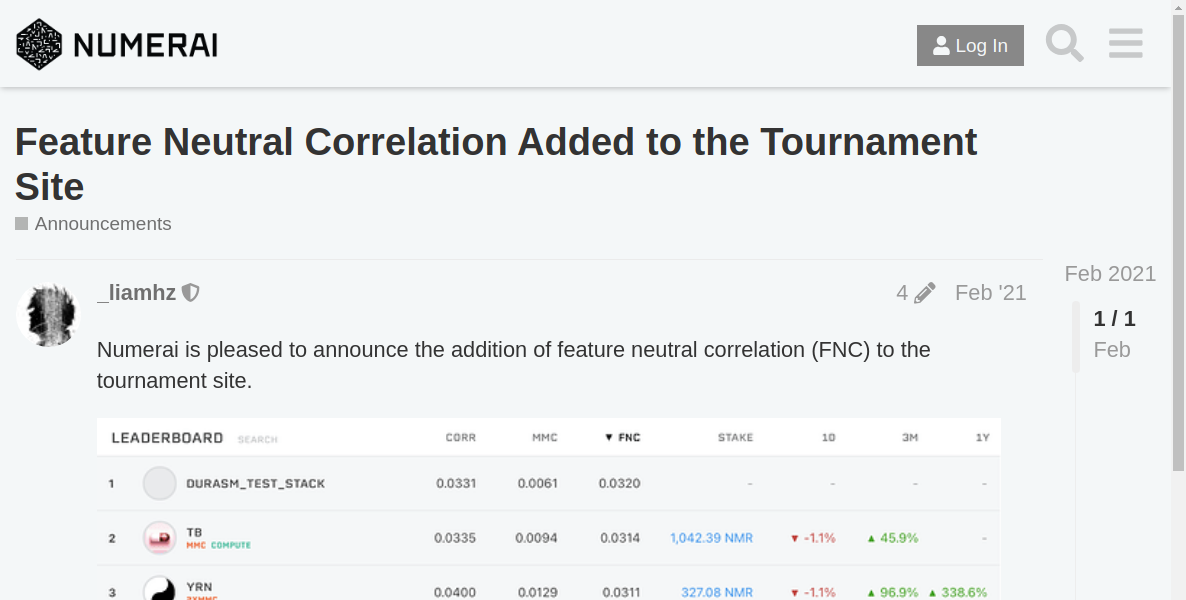 NUMERAI
Log In
Feature Neutral Correlation Added to the Tournament
Site
Announcements
Feb 2021
_liamhz
4
Feb '21
1 / 1
Feb
Numerai is pleased to announce the addition of feature neutral correlation (FNC) to the
tournament site.
LEADERBOARD SEARCH CORR MMC ▼ FNC STAKE 1D 3M 1Y
1 DURASM_TEST_STACK 0.0331 0.0061 0.0320 - - - -
2 TB 0.0335 0.0094 0.0314 1,042.39 NMR ▼ -1.1% ▲ 45.9% -
MMC COMPUTE
3 YRN 0.0400 0.0129 0.0311 327.08 NMR ▼ -1.1% ▲ 96.9% ▲ 338.6%